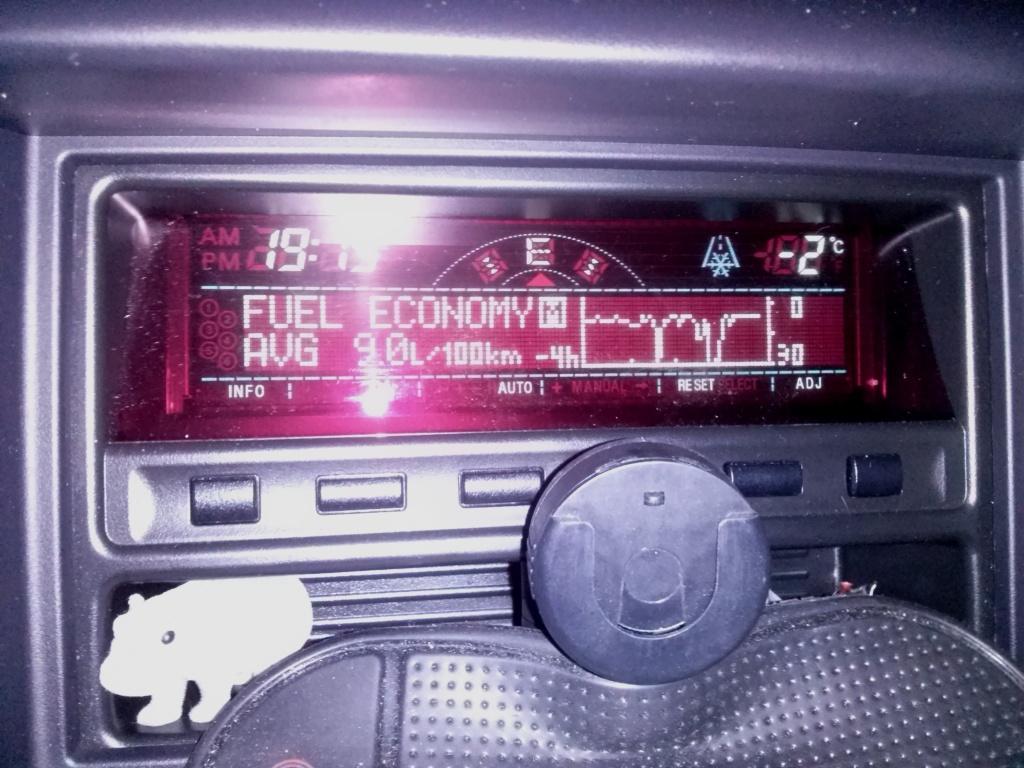 AM
PM 19:1
E
-2°C
FUEL ECONOMY M 0
AVG 9.0L/100km -4h 30
INFO AUTO + MANUAL → RESET SELECT ADJ